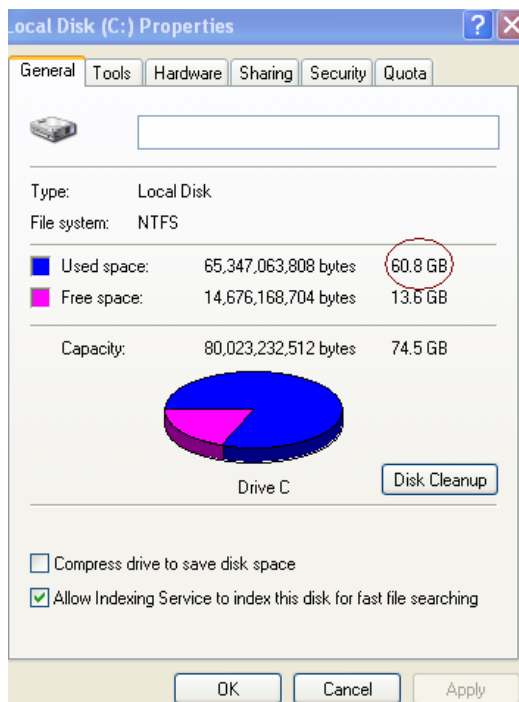 Local Disk (C:) Properties
General Tools Hardware Sharing Security Quota
Type: Local Disk
File system: NTFS
Used space: 65,347,063,808 bytes 60.8 GB
Free space: 14,676,168,704 bytes 13.6 GB
Capacity: 80,023,232,512 bytes 74.5 GB
Drive C
Disk Cleanup
Compress drive to save disk space
Allow Indexing Service to index this disk for fast file searching
OK Cancel Apply